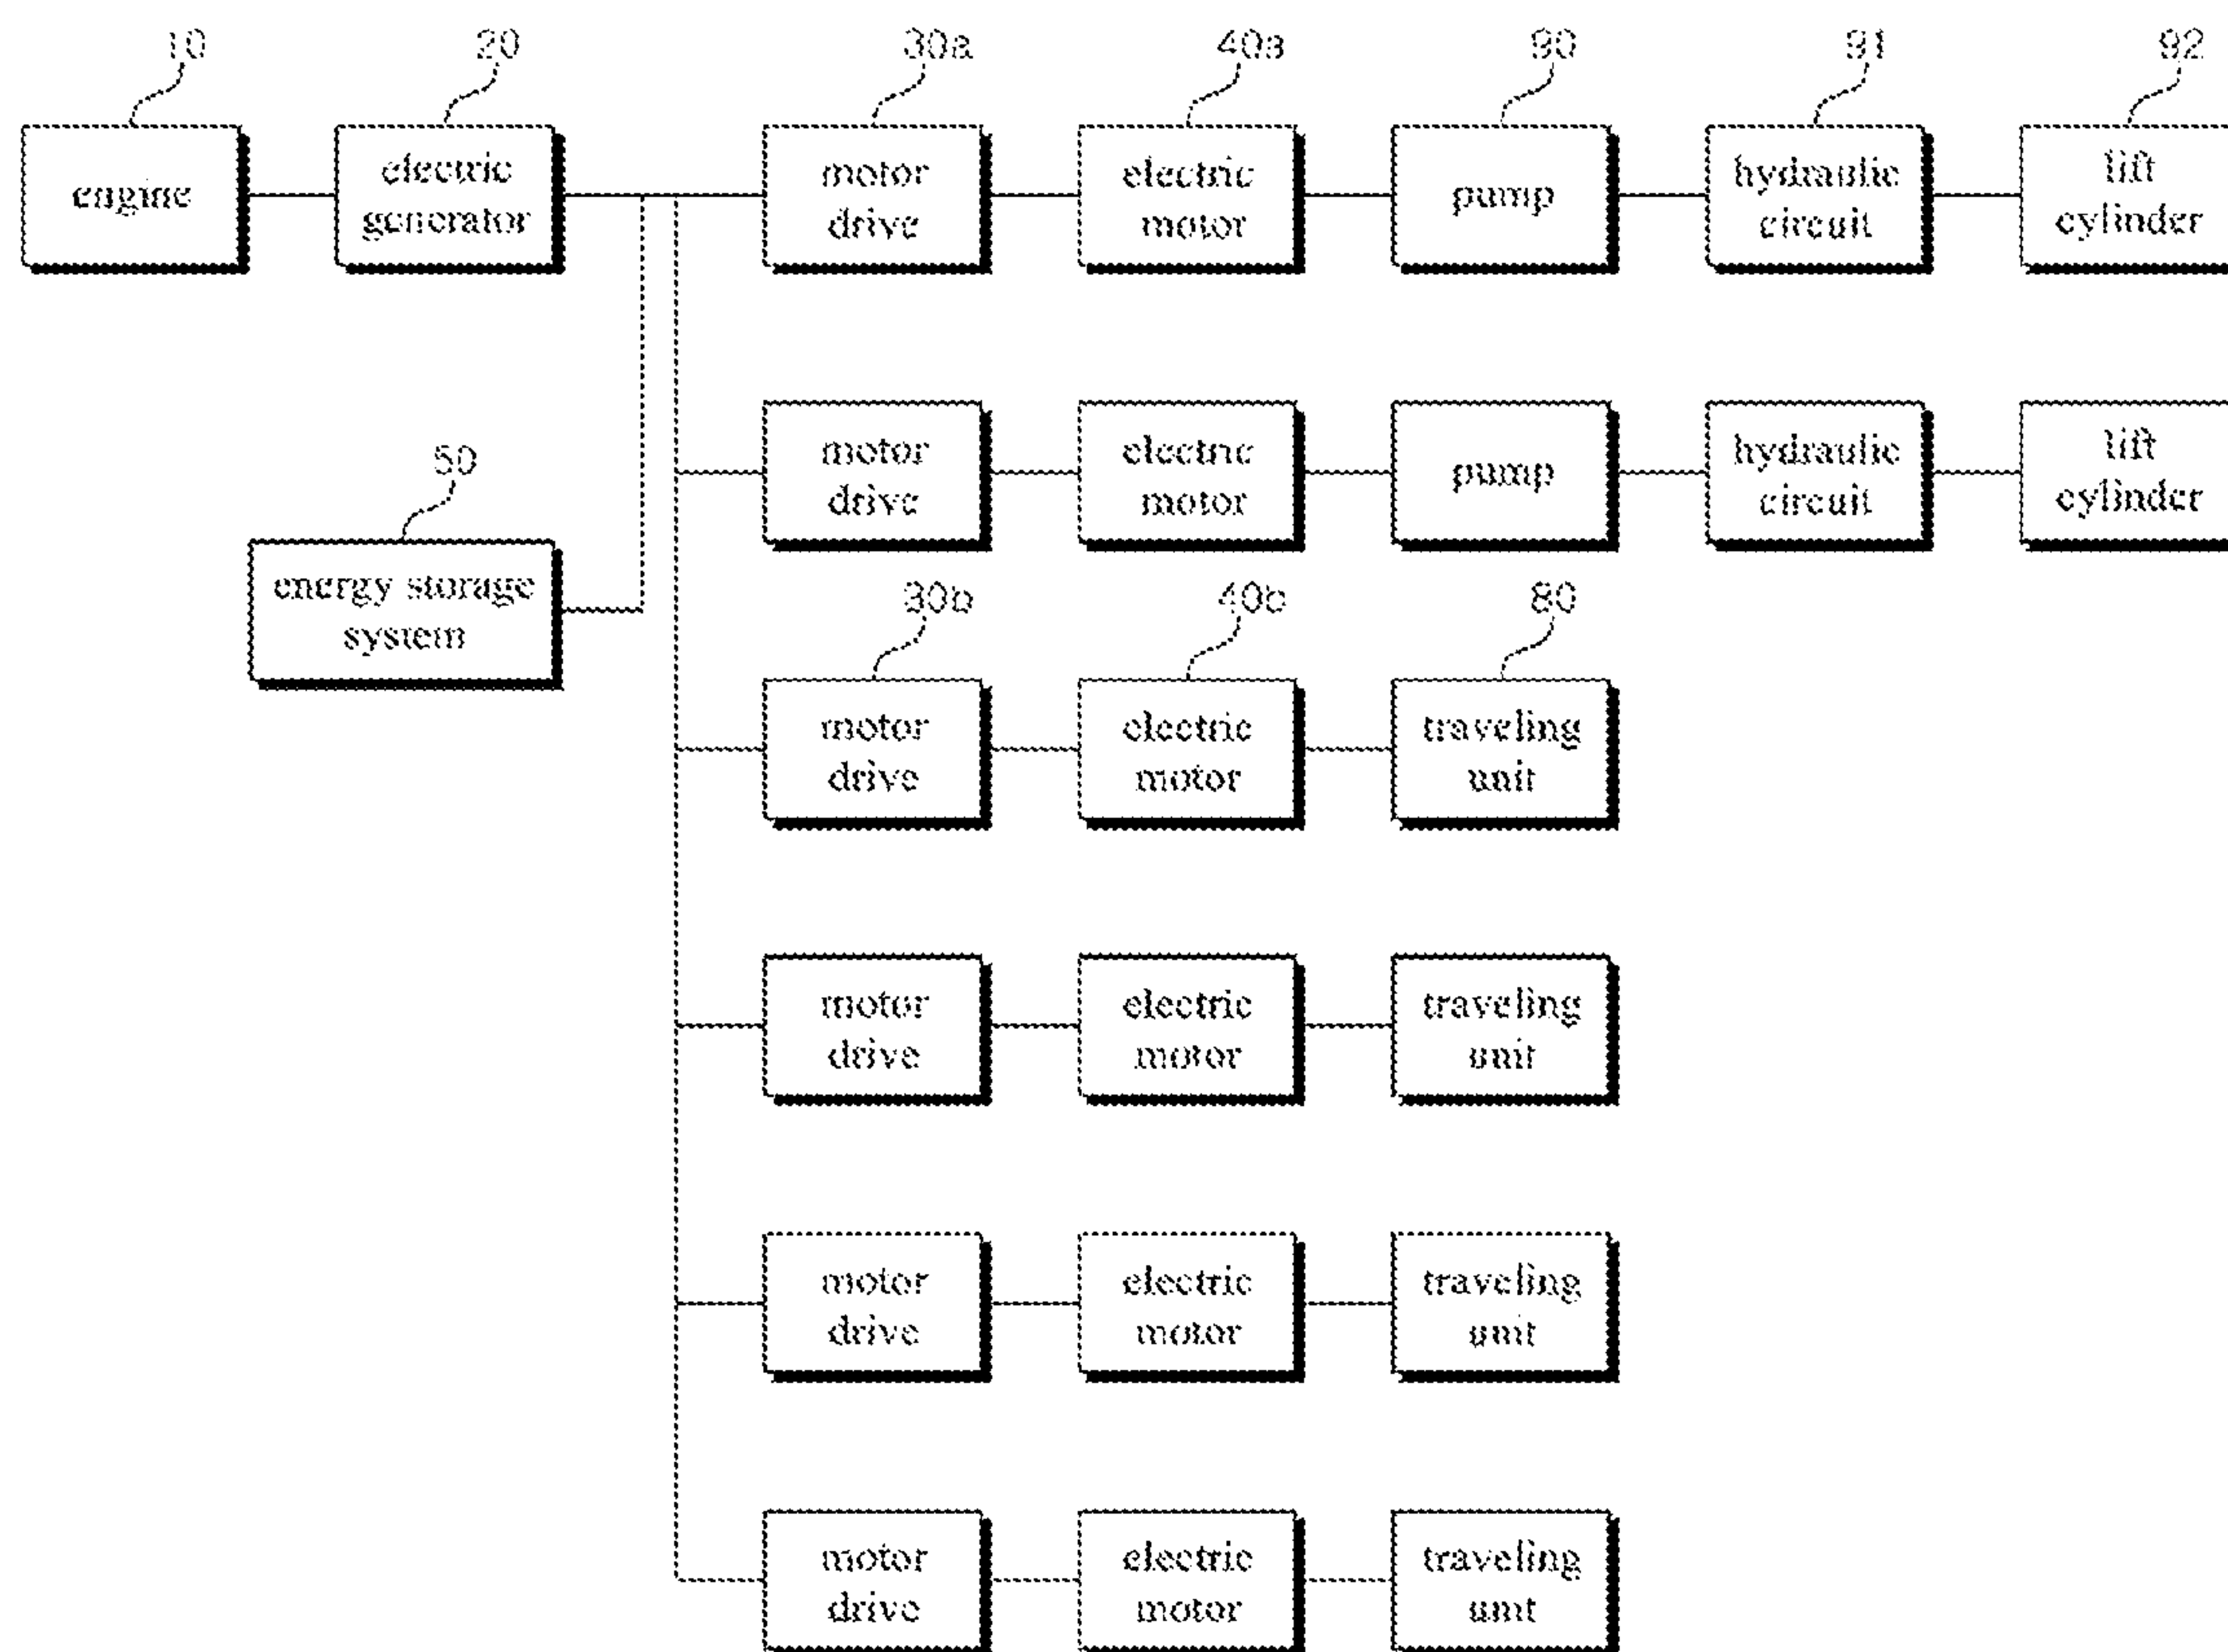 10 20 30a 40a 90 91 92
engine
electric
generator
motor
drive
electric
motor
pump
hydraulic
circuit
lift
cylinder
motor
drive
electric
motor
pump
hydraulic
circuit
lift
cylinder
50
energy storage
system
30b 40b 80
motor
drive
electric
motor
traveling
unit
motor
drive
electric
motor
traveling
unit
motor
drive
electric
motor
traveling
unit
motor
drive
electric
motor
traveling
unit